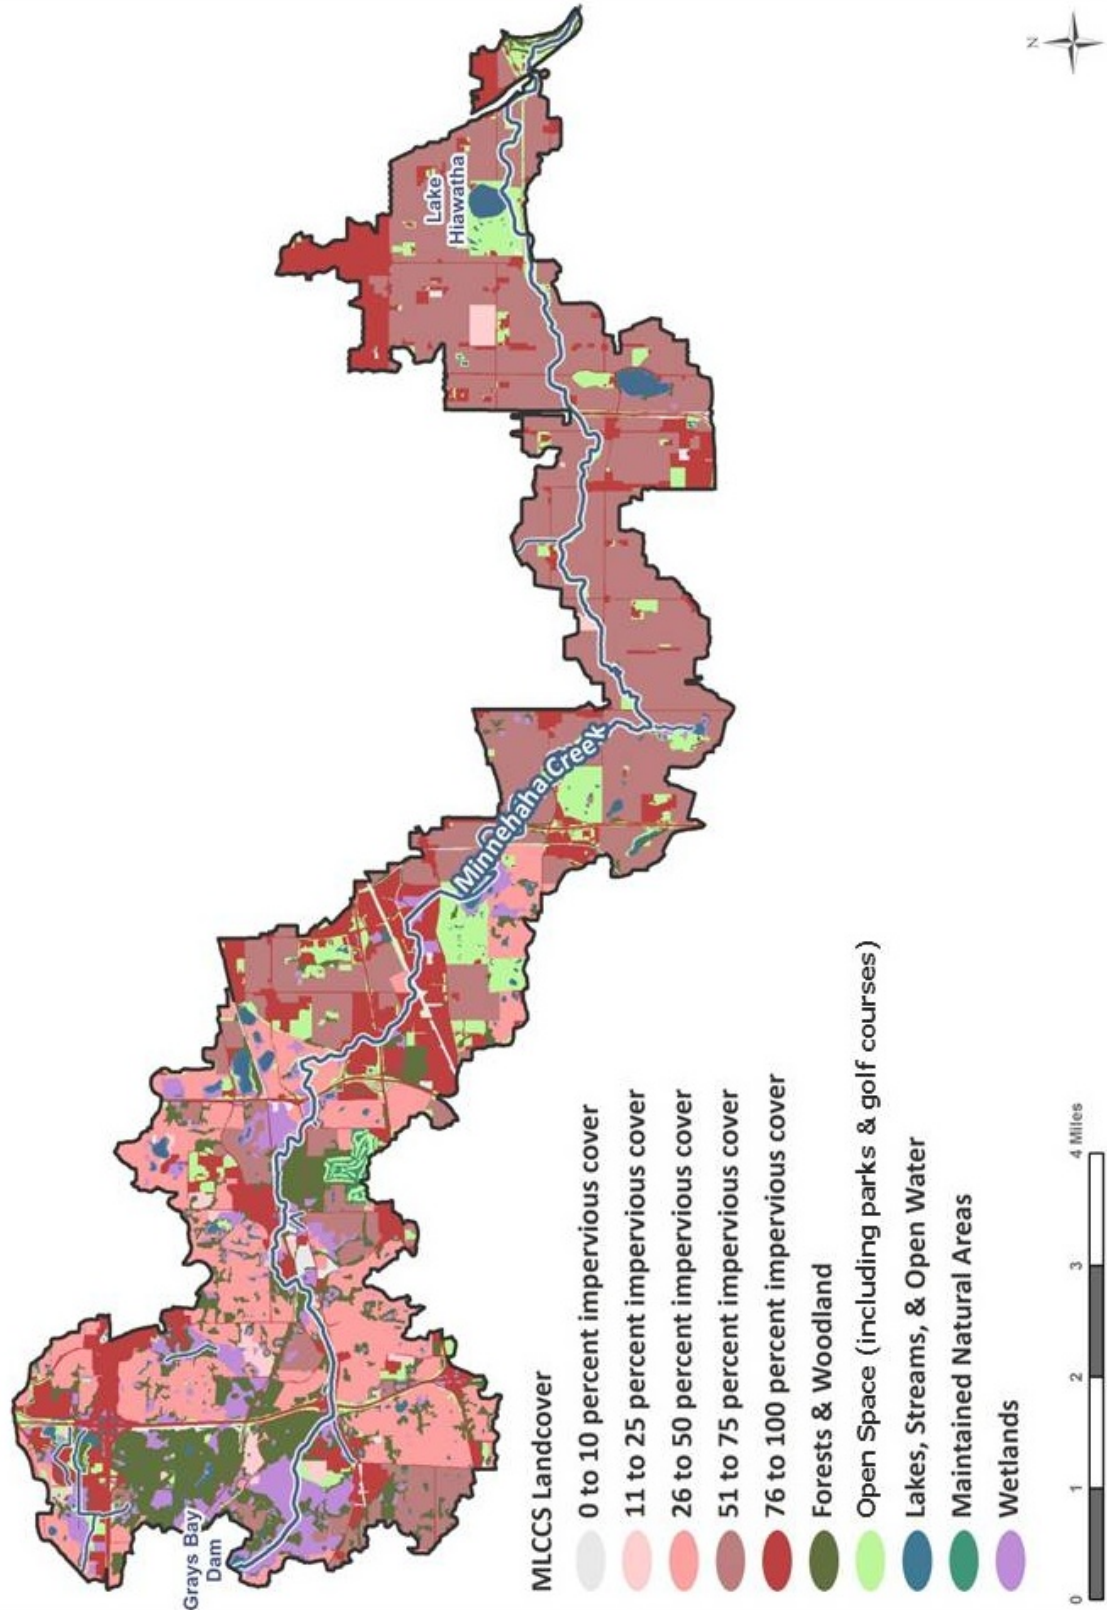 N
Lake
Hiawatha
Minnehaha Creek
Grays Bay
Dam
MLCCS Landcover
0 to 10 percent impervious cover
11 to 25 percent impervious cover
26 to 50 percent impervious cover
51 to 75 percent impervious cover
76 to 100 percent impervious cover
Forests & Woodland
Open Space (including parks & golf courses)
Lakes, Streams, & Open Water
Maintained Natural Areas
Wetlands
0 1 2 3 4 Miles